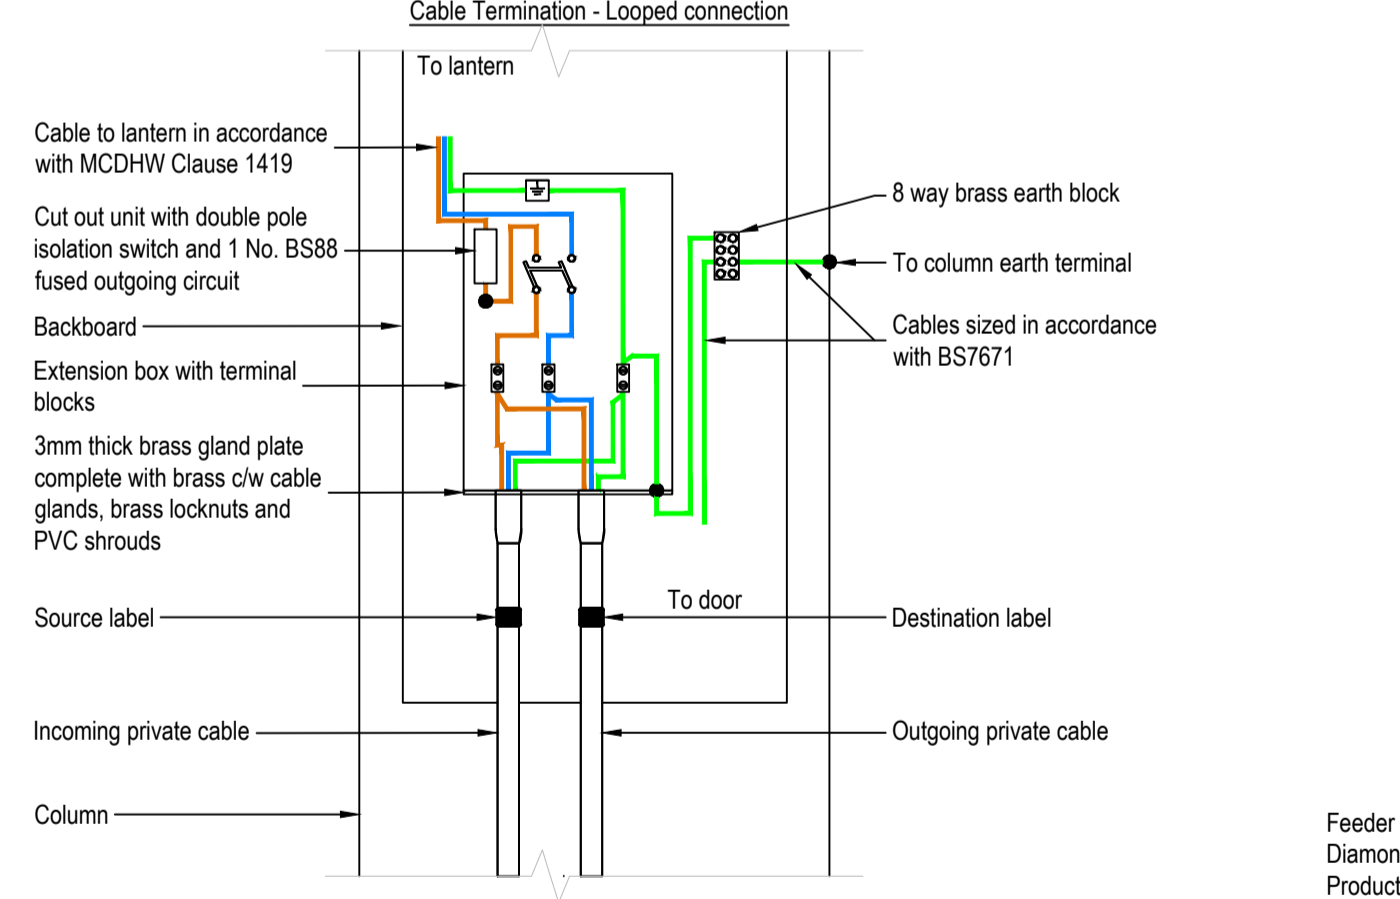 Cable Termination - Looped connection
To lantern
Cable to lantern in accordance
with MCDHW Clause 1419
Cut out unit with double pole
isolation switch and 1 No. BS88
fused outgoing circuit
Backboard
Extension box with terminal
blocks
3mm thick brass gland plate
complete with brass c/w cable
glands, brass locknuts and
PVC shrouds
Source label
Incoming private cable
Column
To door
8 way brass earth block
To column earth terminal
Cables sized in accordance
with BS7671
Destination label
Outgoing private cable
Feeder
Diamon
Product